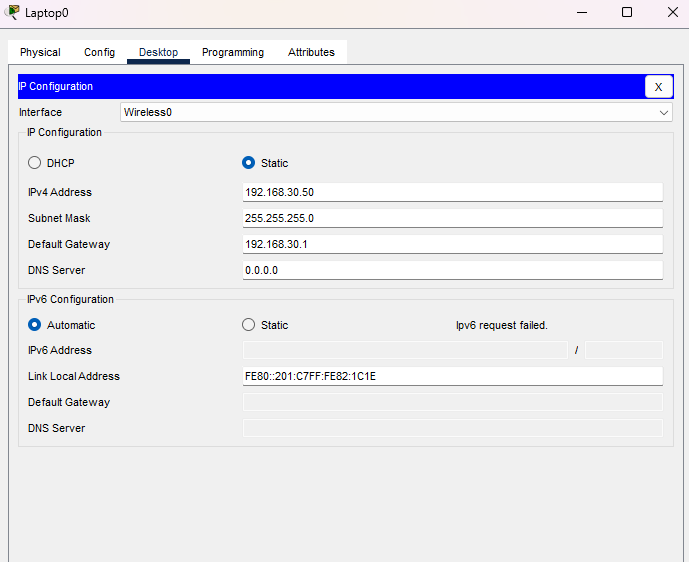 Laptop0
Physical Config Desktop Programming Attributes
IP Configuration X
Interface Wireless0
IP Configuration
DHCP Static
IPv4 Address 192.168.30.50
Subnet Mask 255.255.255.0
Default Gateway 192.168.30.1
DNS Server 0.0.0.0
IPv6 Configuration
Automatic Static Ipv6 request failed.
IPv6 Address /
Link Local Address FE80::201:C7FF:FE82:1C1E
Default Gateway
DNS Server